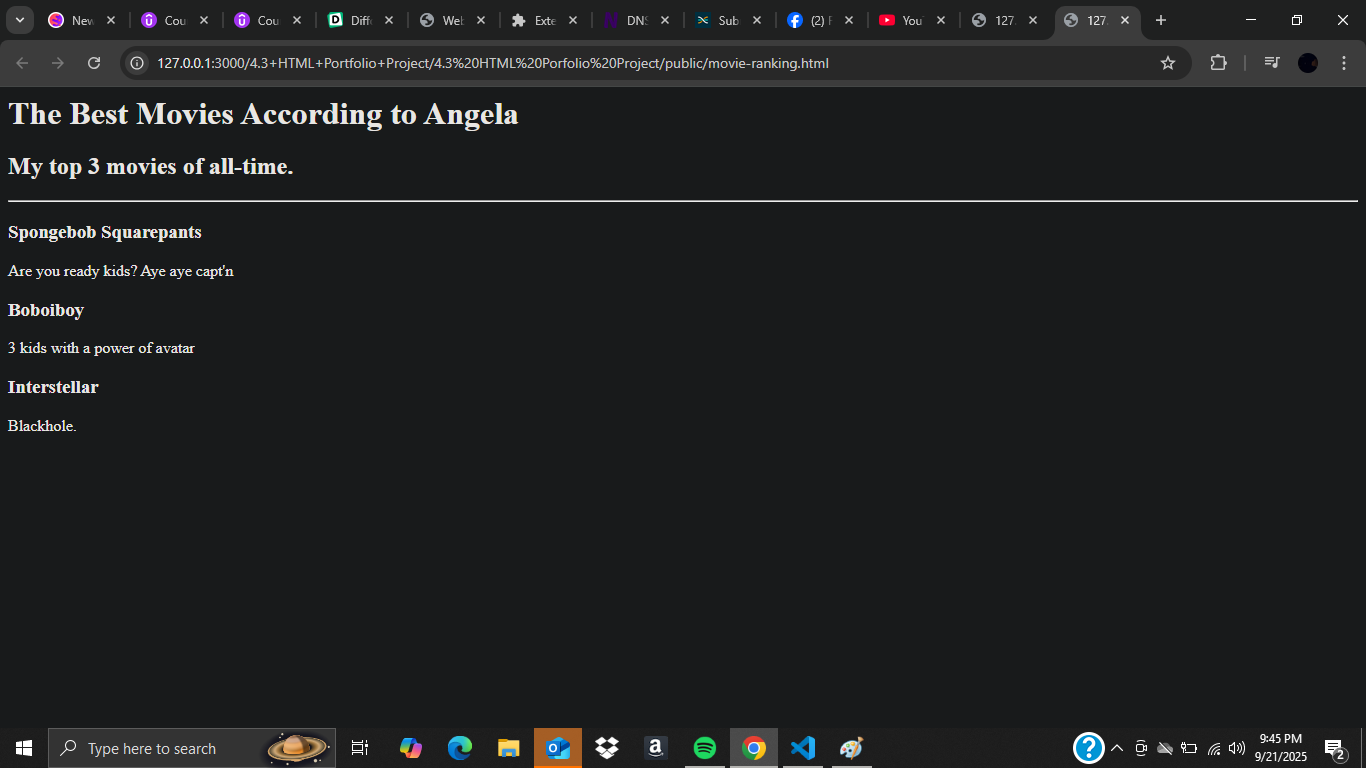 New
Cou
Cou
Diffe
Wel
Exte
DNS
Sub
(2) F
You
127.
127.
127.0.0.1:3000/4.3+HTML+Portfolio+Project/4.3%20HTML%20Porfolio%20Project/public/movie-ranking.html
The Best Movies According to Angela
My top 3 movies of all-time.
Spongebob Squarepants
Are you ready kids? Aye aye capt'n
Boboiboy
3 kids with a power of avatar
Interstellar
Blackhole.
Type here to search
9:45 PM
9/21/2025
2